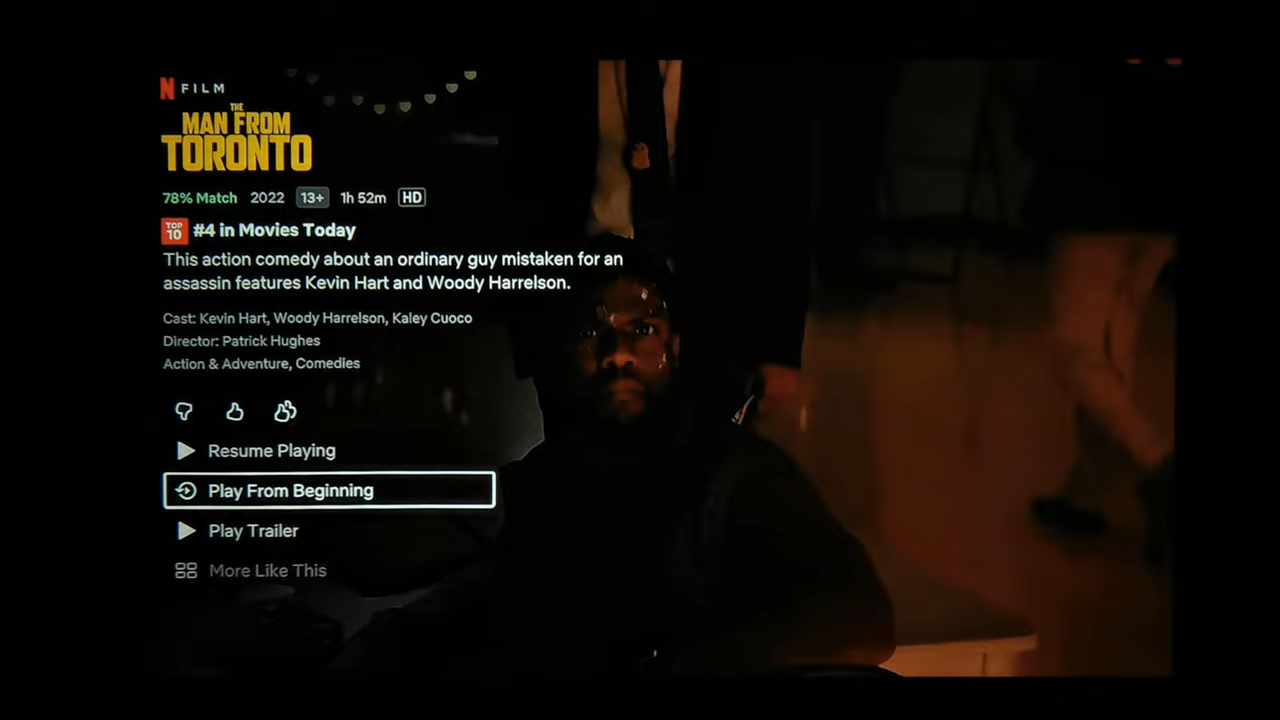 N FILM
THE
MAN FROM
TORONTO
78% Match 2022 13+ 1h 52m HD
TOP 10 #4 in Movies Today
This action comedy about an ordinary guy mistaken for an
assassin features Kevin Hart and Woody Harrelson.
Cast: Kevin Hart, Woody Harrelson, Kaley Cuoco
Director: Patrick Hughes
Action & Adventure, Comedies
Resume Playing
Play From Beginning
Play Trailer
More Like This